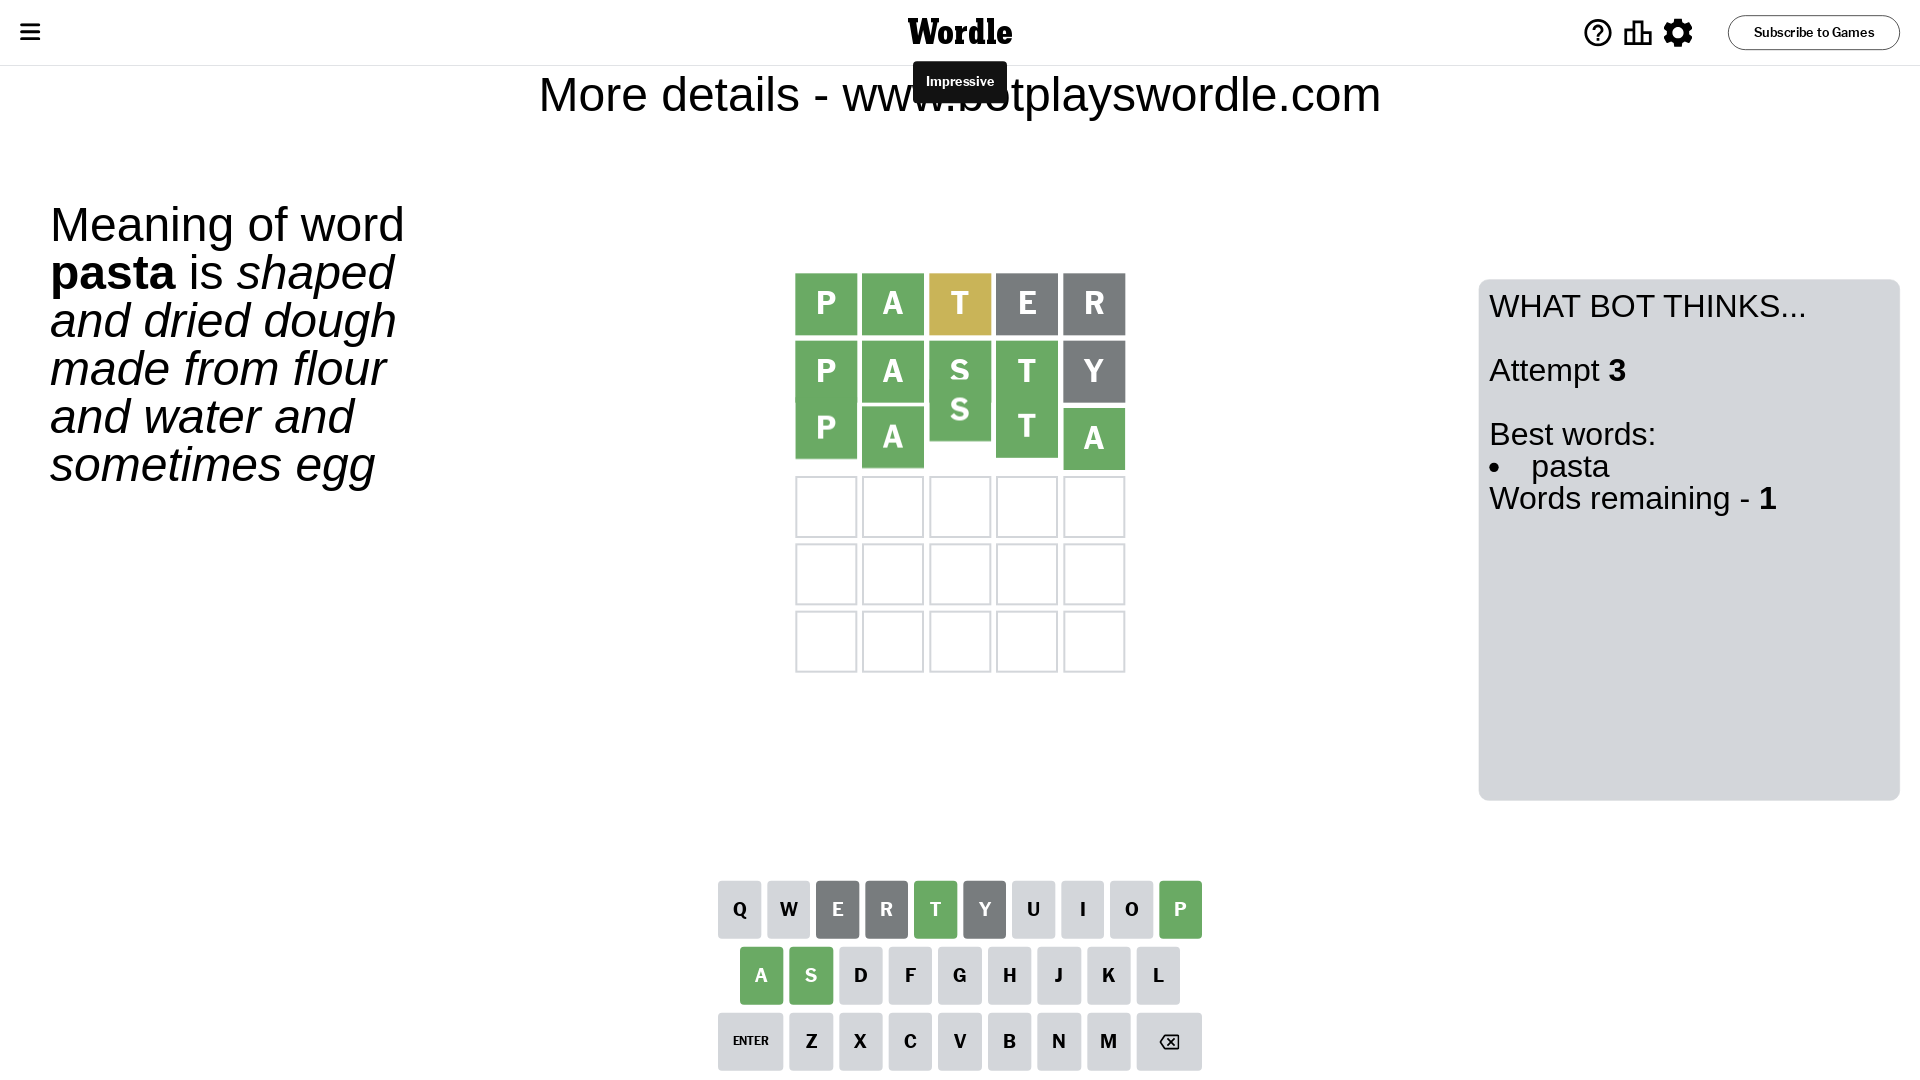 Wordle
Subscribe to Games
Impressive
More details - www.botplayswordle.com
Meaning of word
pasta is shaped
and dried dough
made from flour
and water and
sometimes egg
P A T E R
P A S T Y
P A S T A
WHAT BOT THINKS...
Attempt 3
Best words:
• pasta
Words remaining - 1
Q W E R T Y U I O P
A S D F G H J K L
ENTER Z X C V B N M